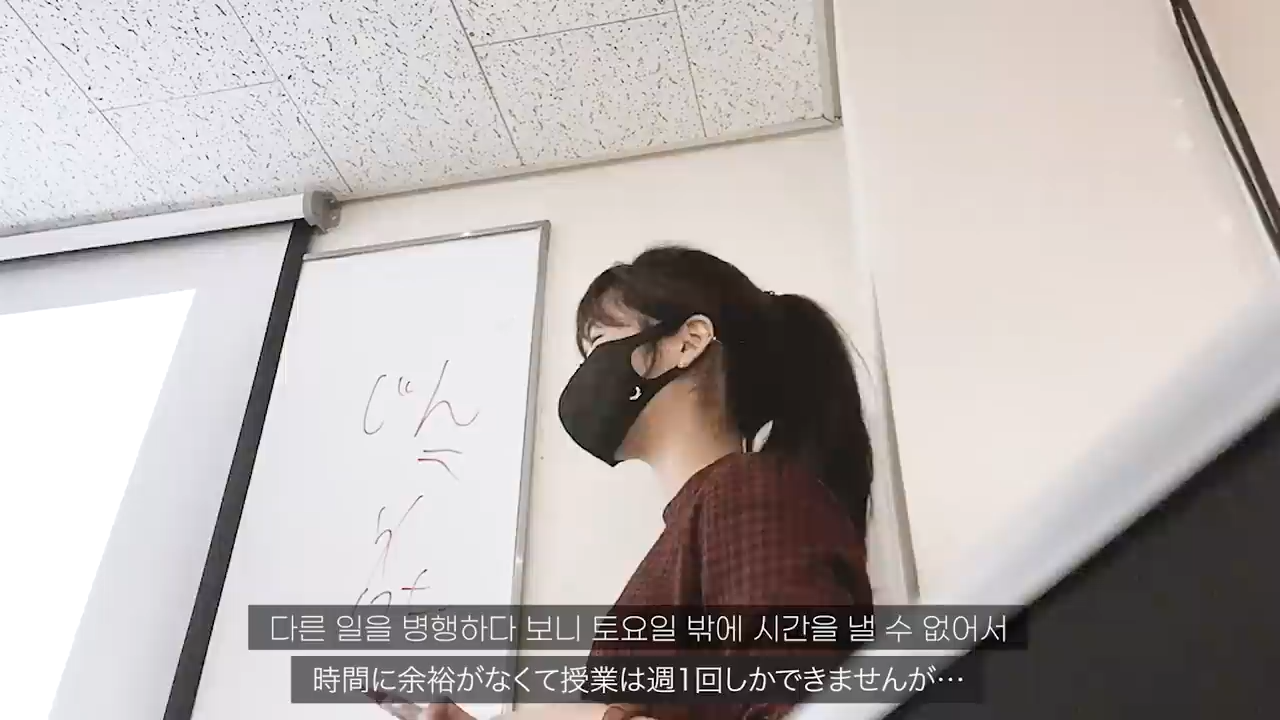 じん
다른 일을 병행하다 보니 토요일 밖에 시간을 낼 수 없어서
時間に余裕がなくて授業は週1回しかできませんが…